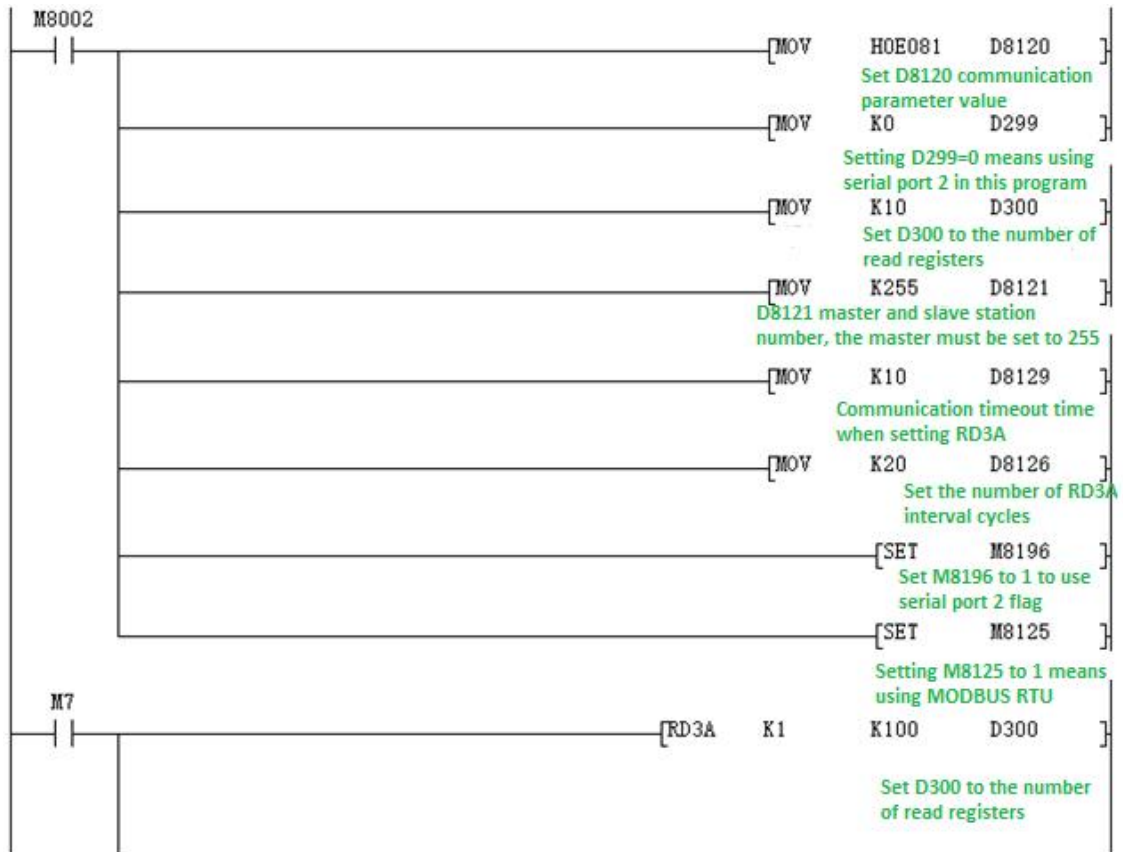 M8002
[MOV H0E081 D8120 ]
Set D8120 communication
parameter value
[MOV K0 D299 ]
Setting D299=0 means using
serial port 2 in this program
[MOV K10 D300 ]
Set D300 to the number of
read registers
[MOV K255 D8121 ]
D8121 master and slave station
number, the master must be set to 255
[MOV K10 D8129 ]
Communication timeout time
when setting RD3A
[MOV K20 D8126 ]
Set the number of RD3A
interval cycles
[SET M8196 ]
Set M8196 to 1 to use
serial port 2 flag
[SET M8125 ]
Setting M8125 to 1 means
using MODBUS RTU
M7
[RD3A K1 K100 D300 ]
Set D300 to the number
of read registers